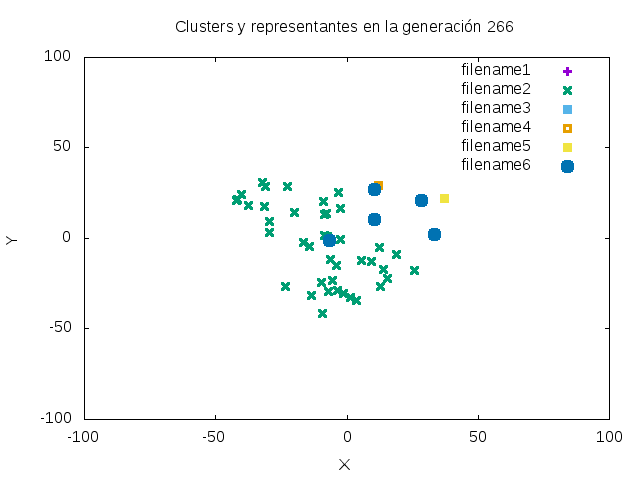 Clusters y representantes en la generación 266
100
50
0
-50
-100
-100
-50
0
50
100
Y
X
filename1
filename2
filename3
filename4
filename5
filename6